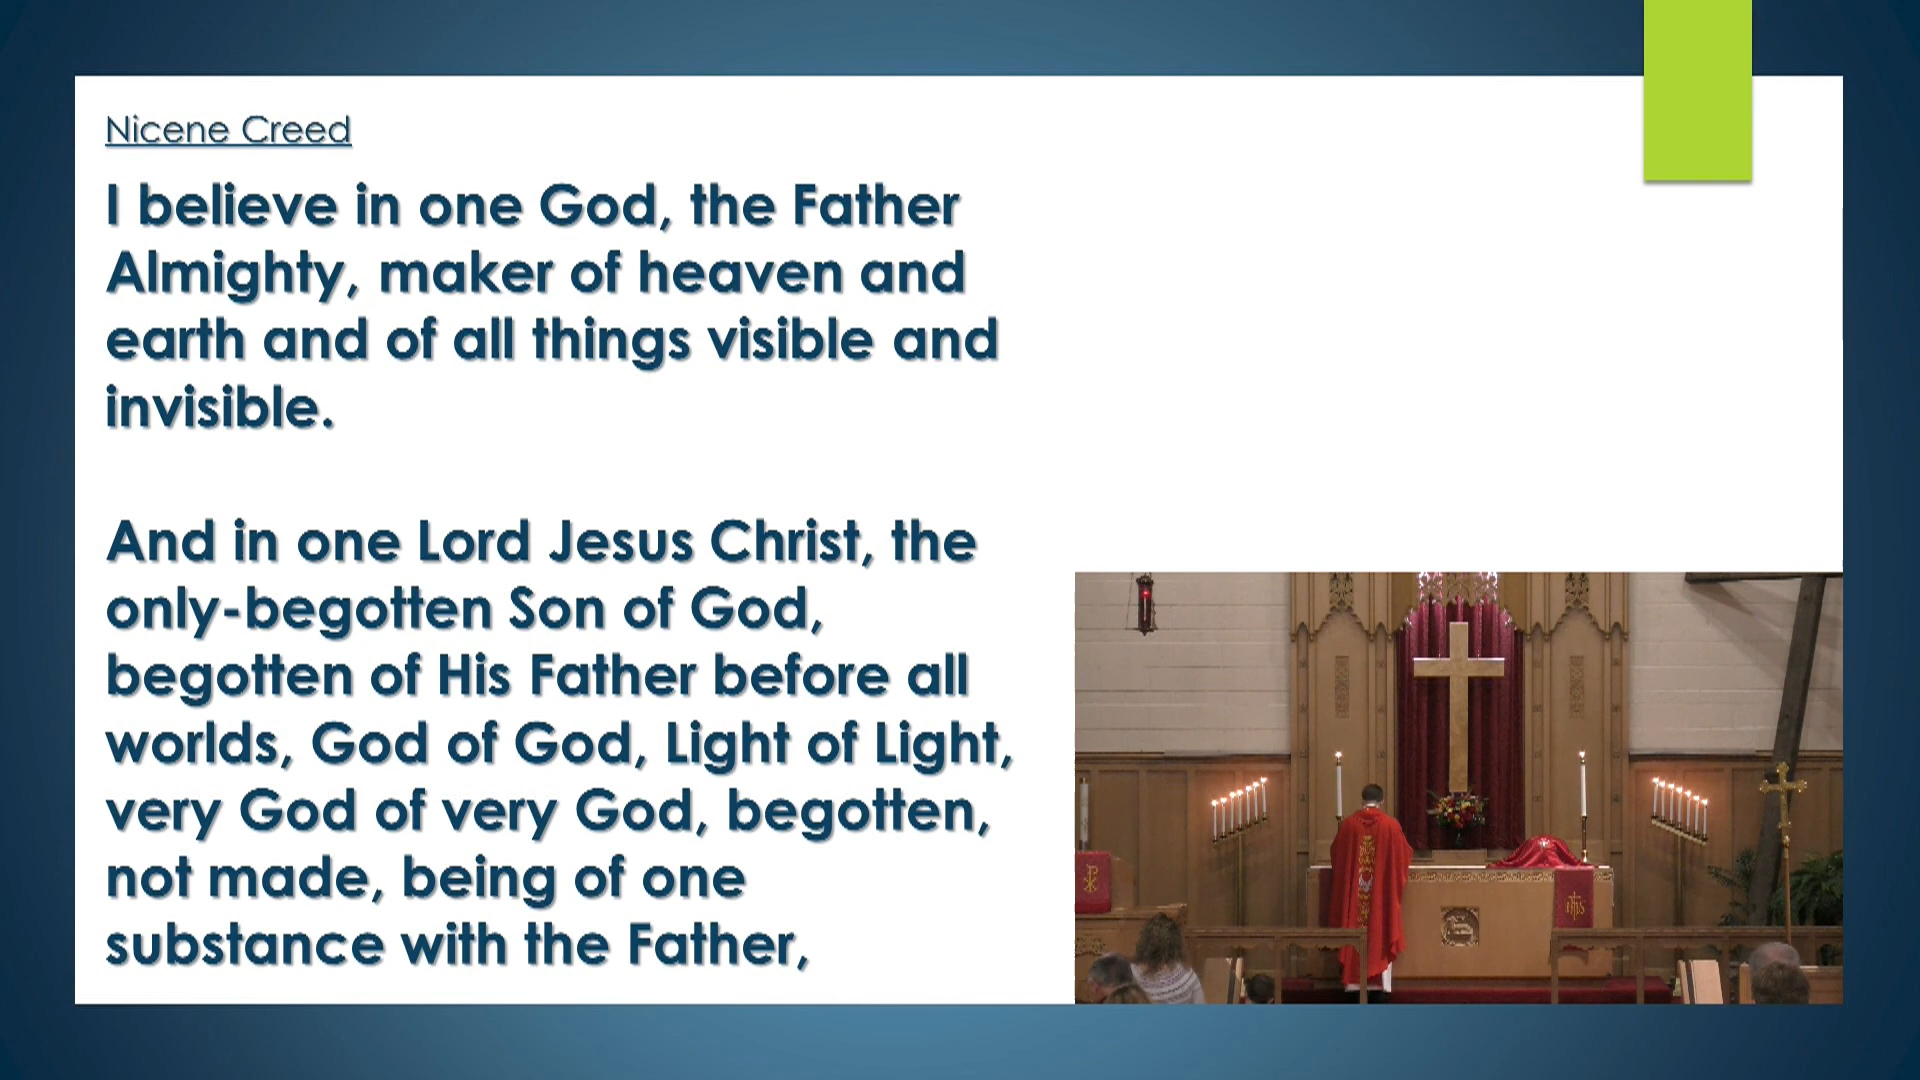 Nicene Creed
I believe in one God, the Father
Almighty, maker of heaven and
earth and of all things visible and
invisible.
And in one Lord Jesus Christ, the
only-begotten Son of God,
begotten of His Father before all
worlds, God of God, Light of Light,
very God of very God, begotten,
not made, being of one
substance with the Father,
IHS